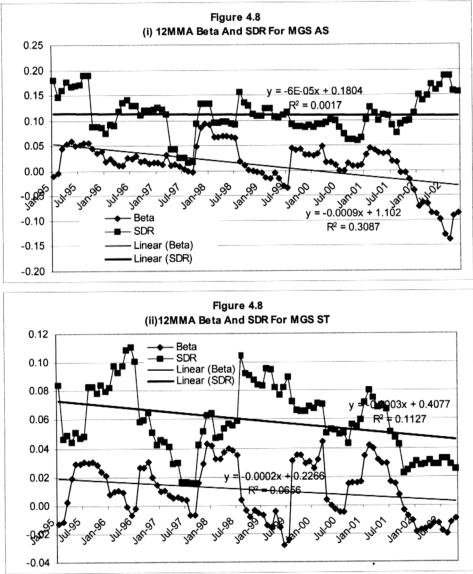 Figure 4.8
(i) 12MMA Beta And SDR For MGS AS
0.25
0.20
0.15
0.10
0.05
0.00
-0.05
-0.10
-0.15
-0.20
y = -6E-05x + 0.1804
R² = 0.0017
Jan-95
Jul-95
Jan-96
Jul-96
Jan-97
Jul-97
Jan-98
Jul-98
Jan-99
Jul-99
Jan-00
Jul-00
Jan-01
Jul-01
Jan-02
Jul-02
y = -0.0009x + 1.102
R² = 0.3087
Beta
SDR
Linear (Beta)
Linear (SDR)
Figure 4.8
(ii)12MMA Beta And SDR For MGS ST
0.12
0.10
0.08
0.06
0.04
0.02
0.00
-0.02
-0.04
Beta
SDR
Linear (Beta)
Linear (SDR)
y = -0.0003x + 0.4077
R² = 0.1127
y = -0.0002x + 0.2266
R² = 0.0656
Jan-95
Jul-95
Jan-96
Jul-96
Jan-97
Jul-97
Jan-98
Jul-98
Jan-99
Jul-99
Jan-00
Jul-00
Jan-01
Jul-01
Jan-02
Jul-02